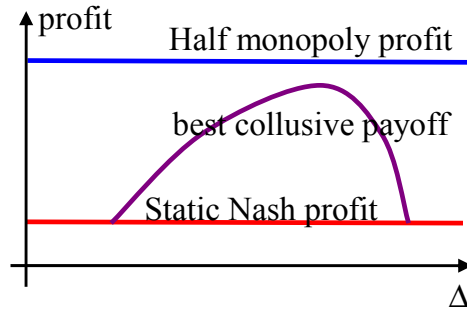 profit
Half monopoly profit
best collusive payoff
Static Nash profit
Δ